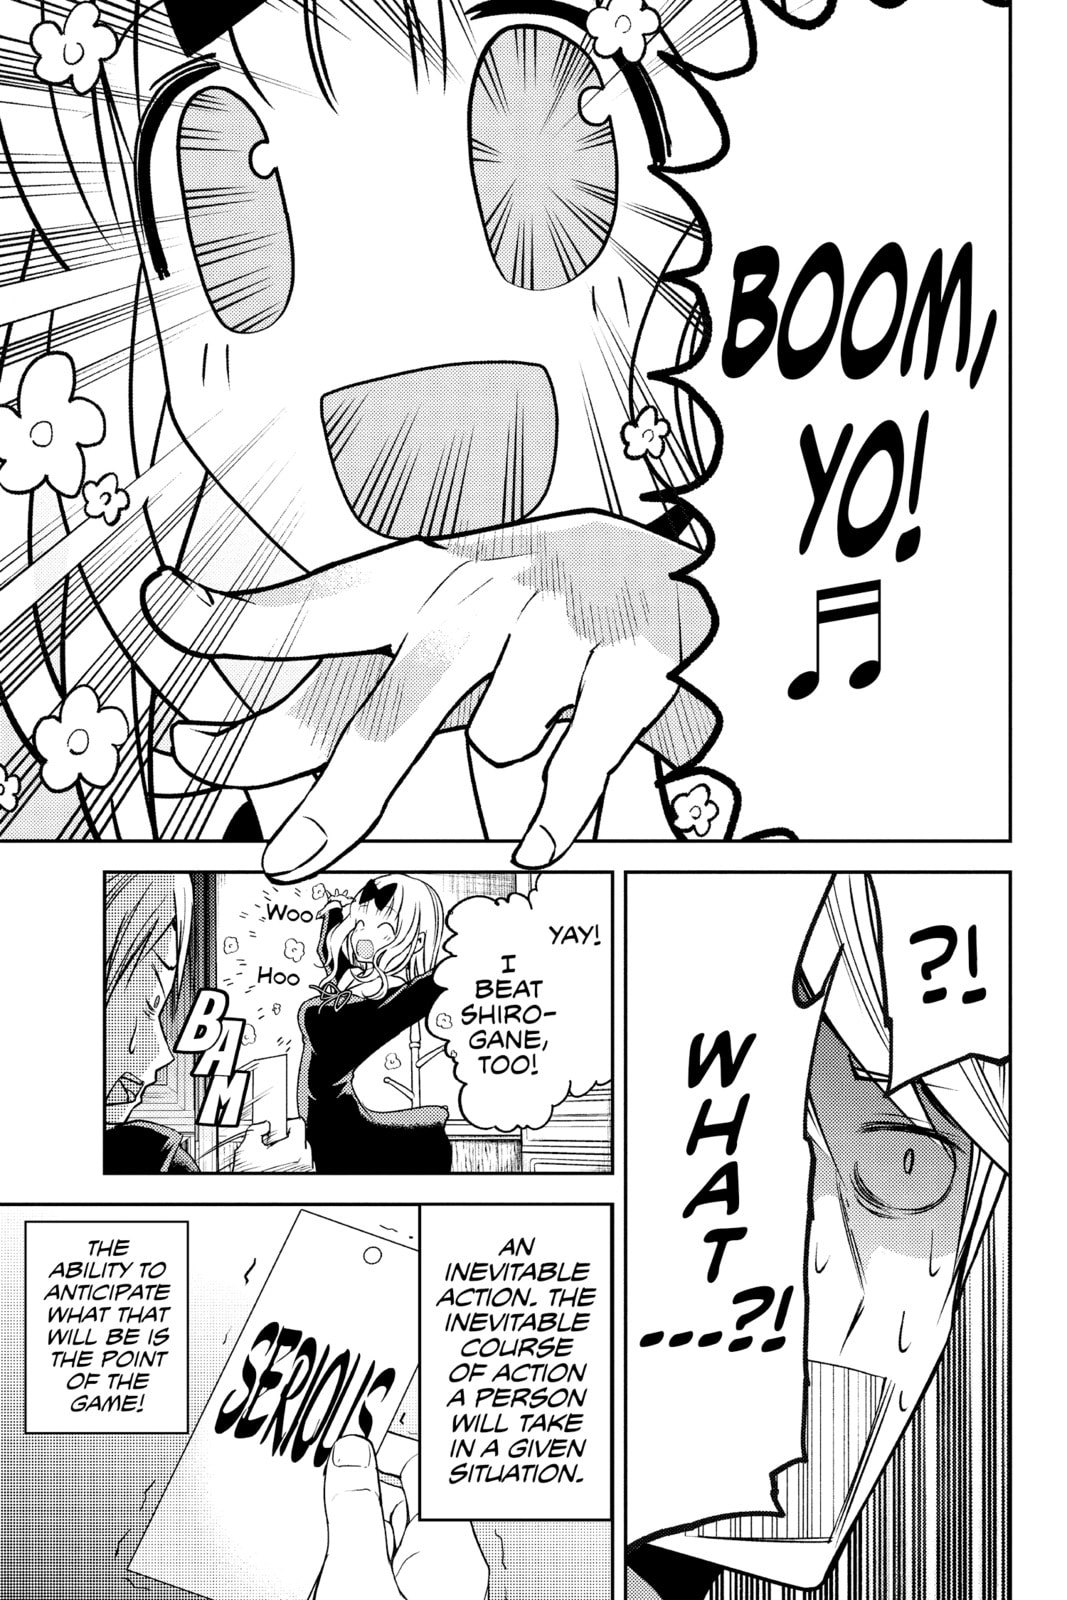 BOOM,
YO!
?!
WHAT
---?!
YAY!
I
BEAT
SHIRO-
GANE,
TOO!
Woo
Hoo
BAM
AN
INEVITABLE
ACTION. THE
INEVITABLE
COURSE
OF ACTION
A PERSON
WILL TAKE
IN A GIVEN
SITUATION.
SERIOUS
THE
ABILITY TO
ANTICIPATE
WHAT THAT
WILL BE IS
THE POINT
OF THE
GAME!